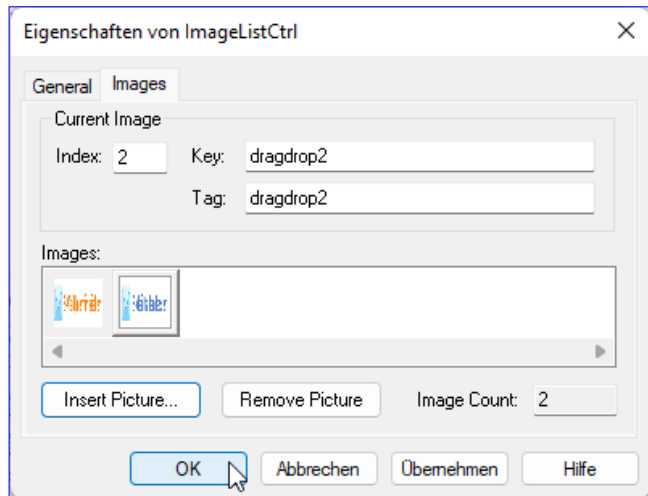 Eigenschaften von ImageListCtrl
General Images
Current Image
Index: 2 Key: dragdrop2
Tag: dragdrop2
Images:
Insert Picture... Remove Picture Image Count: 2
OK Abbrechen Übernehmen Hilfe